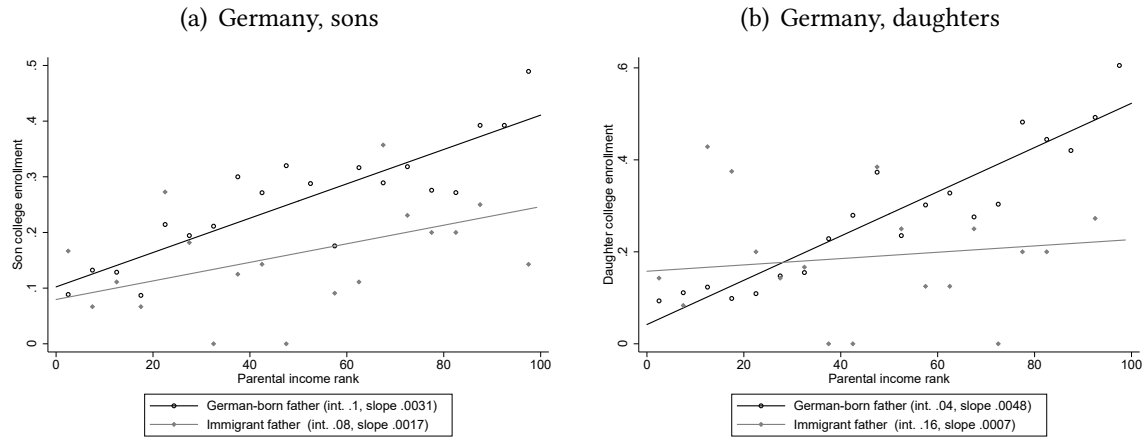 (a) Germany, sons
Son college enrollment
.5
.4
.3
.2
.1
0
0 20 40 60 80 100
Parental income rank
German-born father (int. .1, slope .0031)
Immigrant father (int. .08, slope .0017)
(b) Germany, daughters
Daughter college enrollment
.6
.4
.2
0
0 20 40 60 80 100
Parental income rank
German-born father (int. .04, slope .0048)
Immigrant father (int. .16, slope .0007)